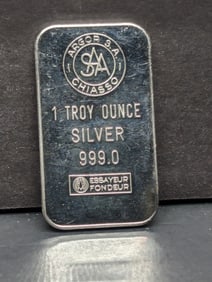 ARGOR S.A.
SA
CHIASSO
1 TROY OUNCE
SILVER
999.0
ESSAYEUR
FONDEUR